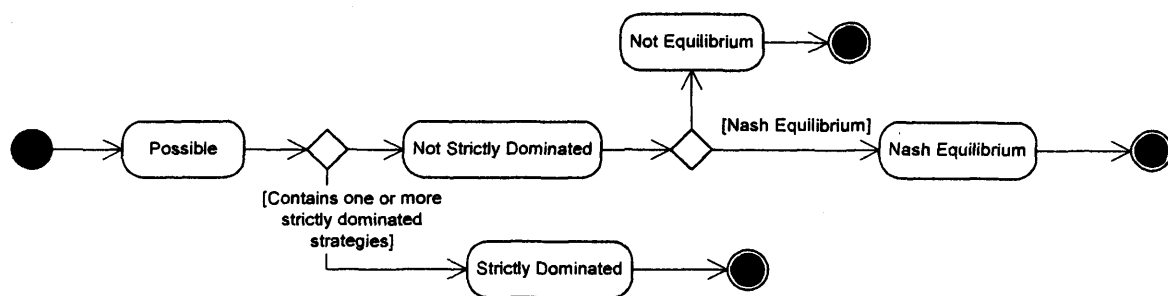 Not Equilibrium
[Nash Equilibrium]
Possible
Not Strictly Dominated
Nash Equilibrium
[Contains one or more
strictly dominated
strategies]
Strictly Dominated